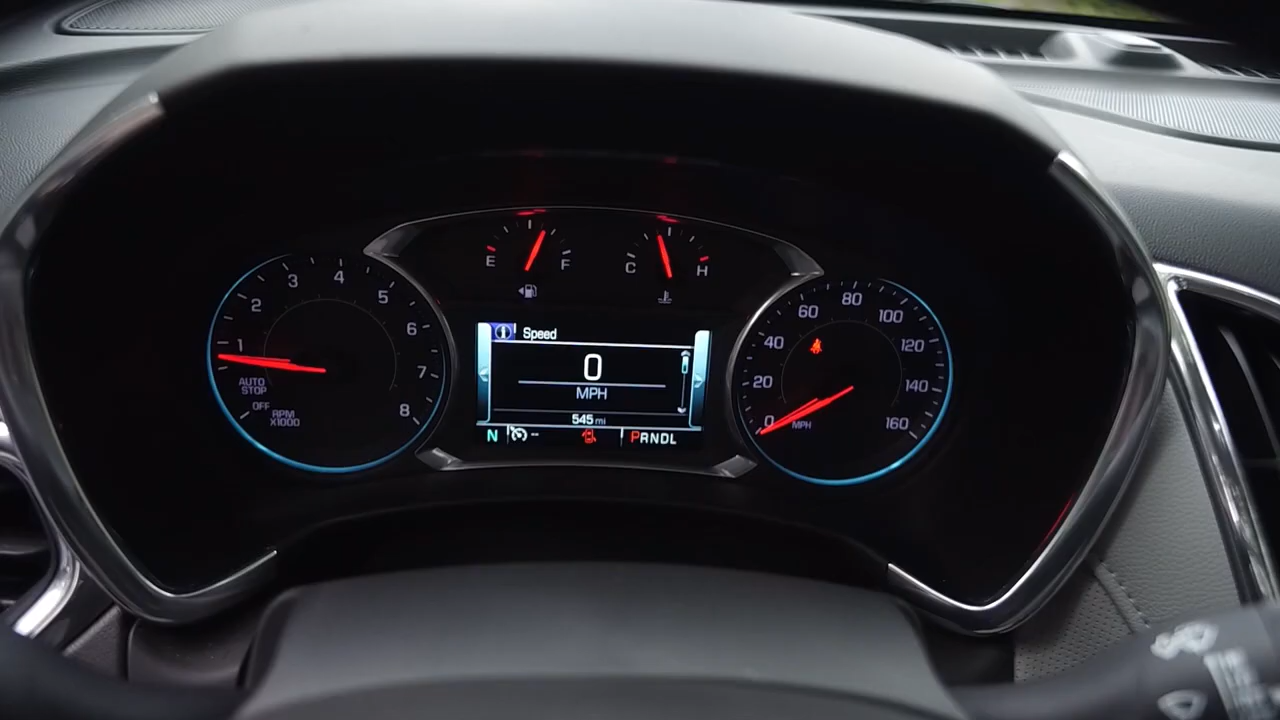 E F
C H
1 2 3 4 5 6 7 8
AUTO
STOP
OFF
RPM
X1000
Speed
0
MPH
545 mi
N -- PRNDL
0 20 40 60 80 100 120 140 160
MPH